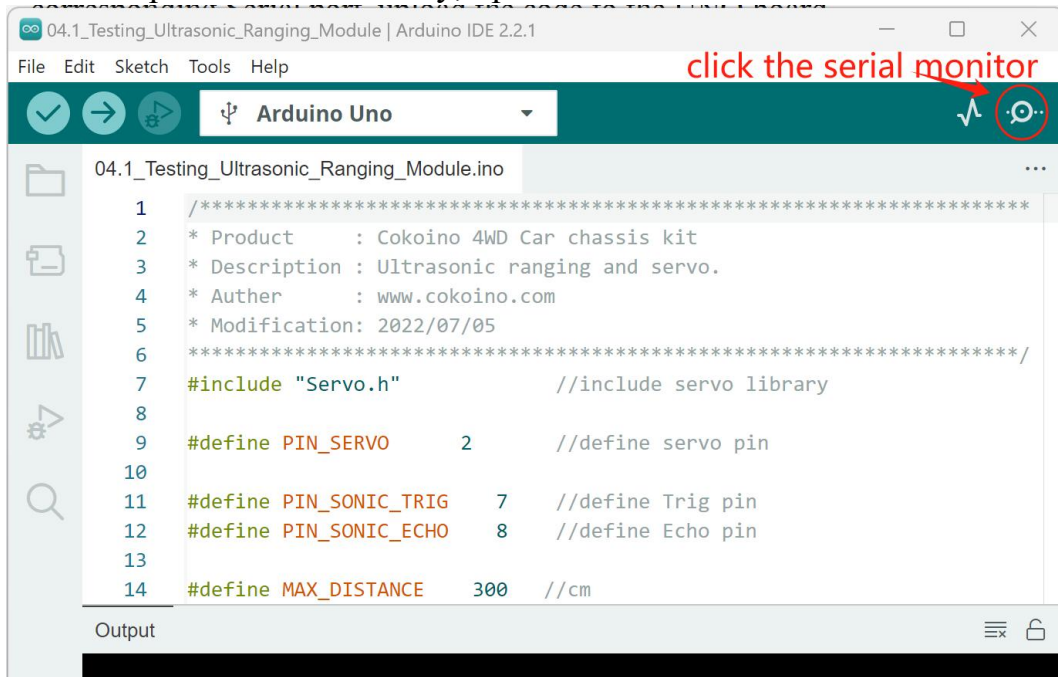 04.1_Testing_Ultrasonic_Ranging_Module | Arduino IDE 2.2.1
File Edit Sketch Tools Help
click the serial monitor
Arduino Uno
04.1_Testing_Ultrasonic_Ranging_Module.ino
1 /**********************************************************************
2 * Product     : Cokoino 4WD Car chassis kit
3 * Description : Ultrasonic ranging and servo.
4 * Auther      : www.cokoino.com
5 * Modification: 2022/07/05
6 **********************************************************************/
7 #include "Servo.h"             //include servo library
8
9 #define PIN_SERVO      2       //define servo pin
10
11 #define PIN_SONIC_TRIG    7    //define Trig pin
12 #define PIN_SONIC_ECHO    8    //define Echo pin
13
14 #define MAX_DISTANCE    300   //cm
Output